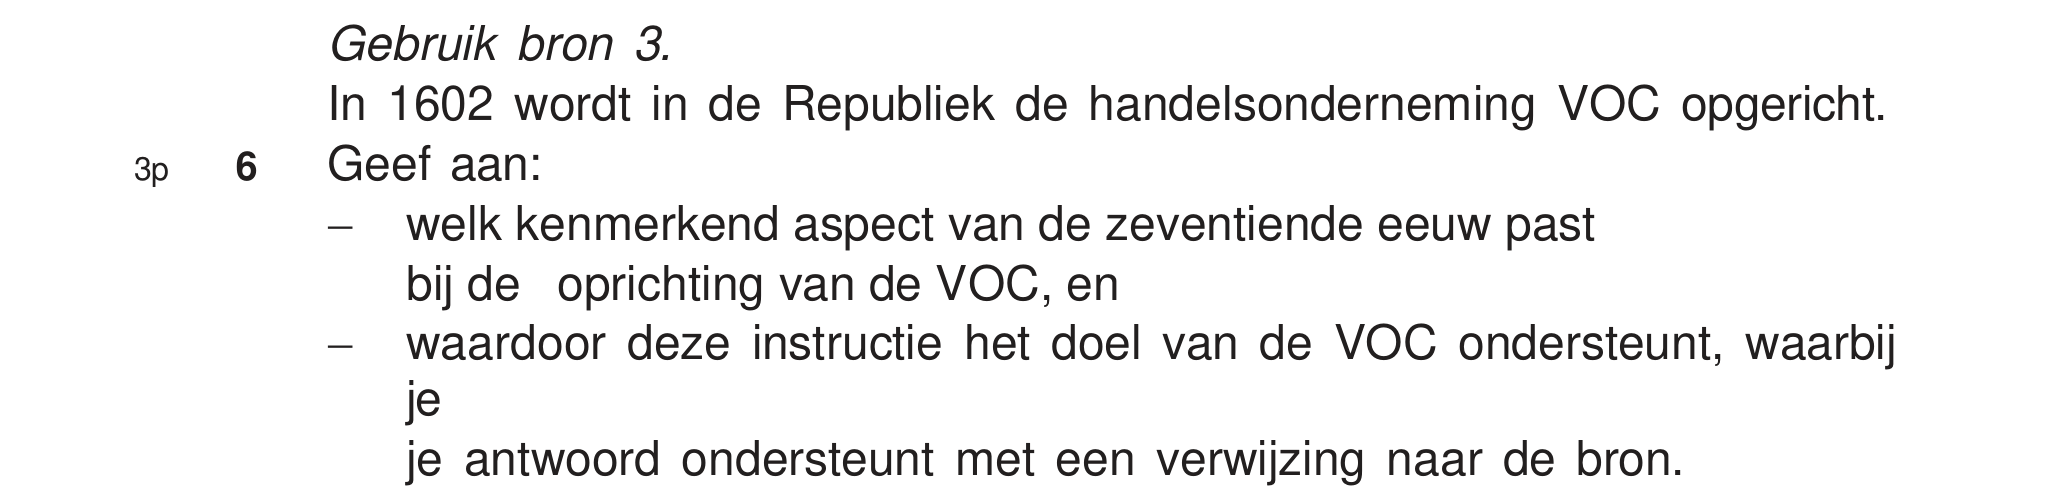 Gebruik bron 3.
In 1602 wordt in de Republiek de handelsonderneming VOC opgericht.
3p 6 Geef aan:
– welk kenmerkend aspect van de zeventiende eeuw past
bij de oprichting van de VOC, en
– waardoor deze instructie het doel van de VOC ondersteunt, waarbij
je
je antwoord ondersteunt met een verwijzing naar de bron.